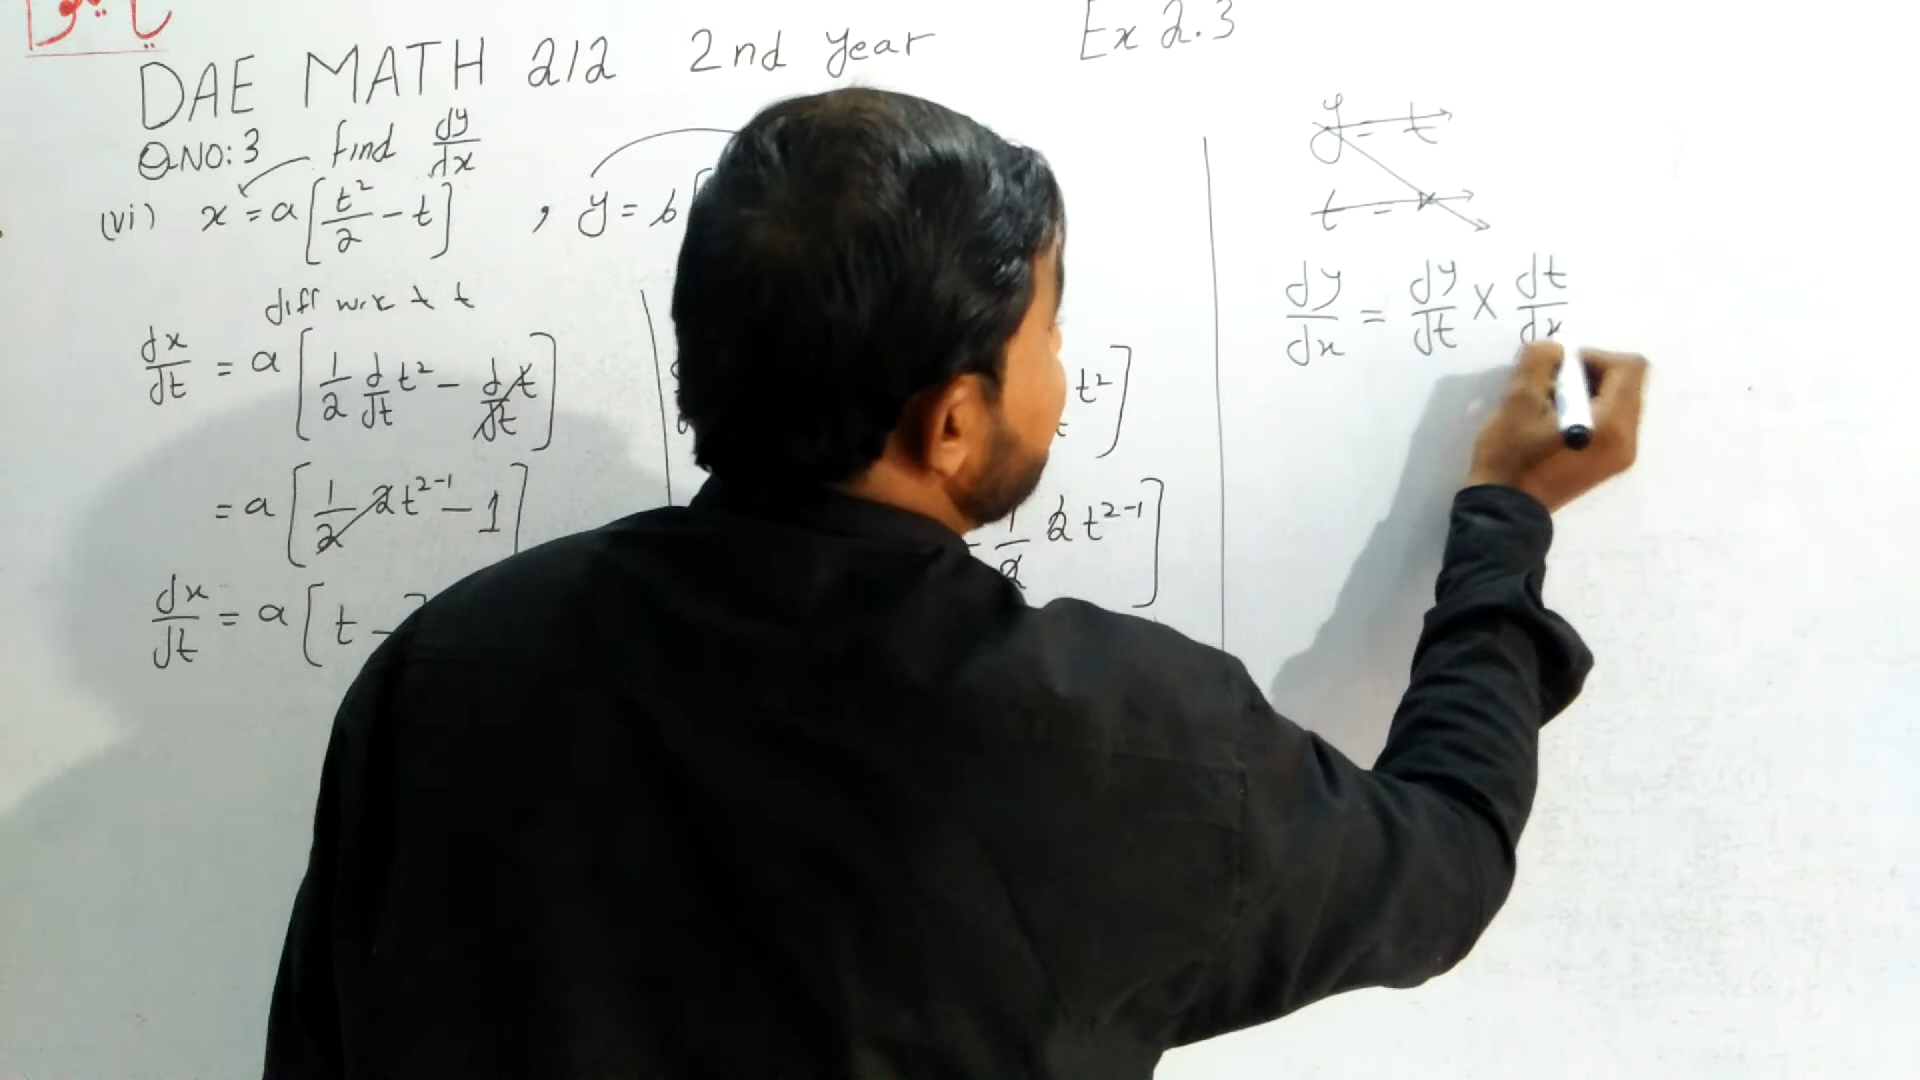 DAE MATH 212 2nd year Ex 2.3
Q.NO:3 find dy/dx
(vi) x = a[t²/2 - t] , y = b[
diff w.r to t
dx/dt = a[1/2 d/dt t² - d/dt t]
= a[1/2 2t²⁻¹ - 1]
dx/dt = a[t -
t²]
1/2 2t²⁻¹]
y = t
t = x
dy/dx = dy/dt × dt/dx